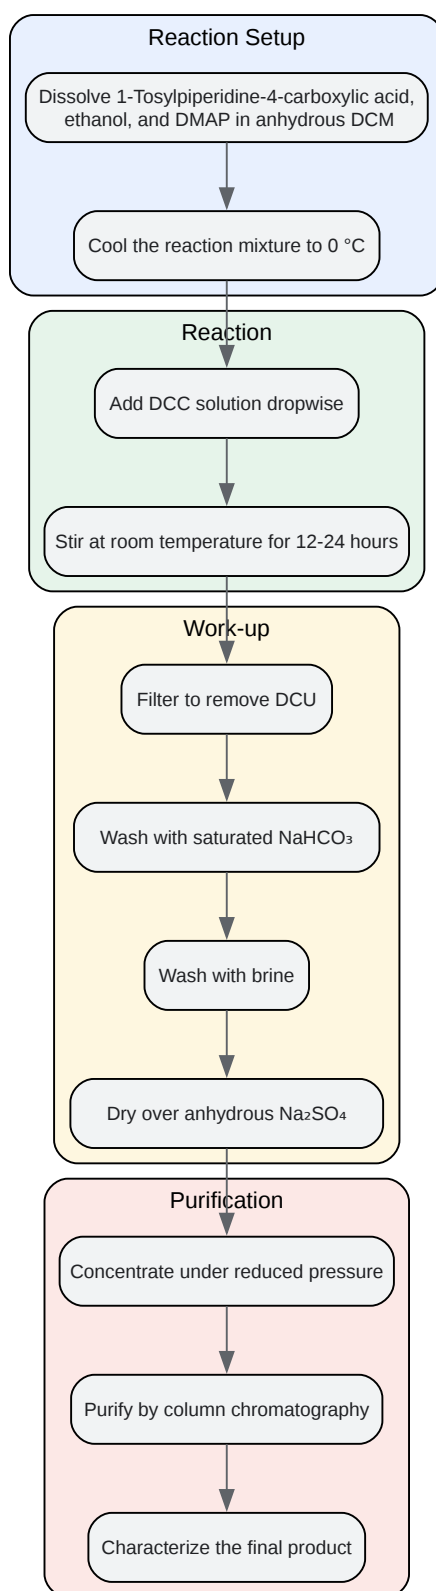 Reaction Setup
Dissolve 1-Tosylpiperidine-4-carboxylic acid,
ethanol, and DMAP in anhydrous DCM
Cool the reaction mixture to 0 °C
Reaction
Add DCC solution dropwise
Stir at room temperature for 12-24 hours
Work-up
Filter to remove DCU
Wash with saturated NaHCO₃
Wash with brine
Dry over anhydrous Na₂SO₄
Purification
Concentrate under reduced pressure
Purify by column chromatography
Characterize the final product